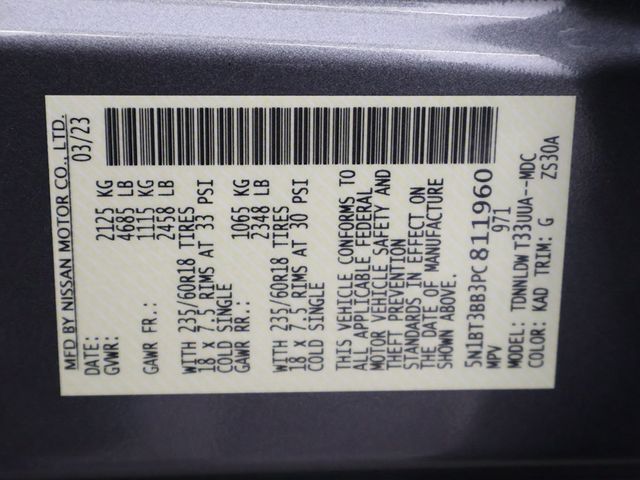 MFD BY NISSAN MOTOR CO., LTD.
DATE: 03/23
GVWR: 2125 KG
4685 LB
GAWR FR.: 1115 KG
2458 LB
WITH 235/60R18 TIRES
18 X 7.5 RIMS AT 33 PSI
COLD SINGLE
GAWR RR.: 1065 KG
2348 LB
WITH 235/60R18 TIRES
18 X 7.5 RIMS AT 30 PSI
COLD SINGLE
THIS VEHICLE CONFORMS TO
ALL APPLICABLE FEDERAL
MOTOR VEHICLE SAFETY AND
THEFT PREVENTION
STANDARDS IN EFFECT ON
THE DATE OF MANUFACTURE
SHOWN ABOVE.
5N1BT3BB3PC811960
MPV 971
MODEL: TDNNLDW T33UUA--MDC
COLOR: KAD TRIM: G ZS30A